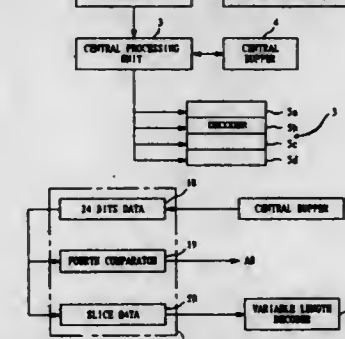 3
4
CENTRAL PROCESSING UNIT
CENTRAL BUFFER
5a
DECODER
5b
5
5c
5d
18
24 BITS DATA
CENTRAL BUFFER
19
FOURTH COMPARATOR
20
SLICE DATA
VARIABLE LENGTH DECODER